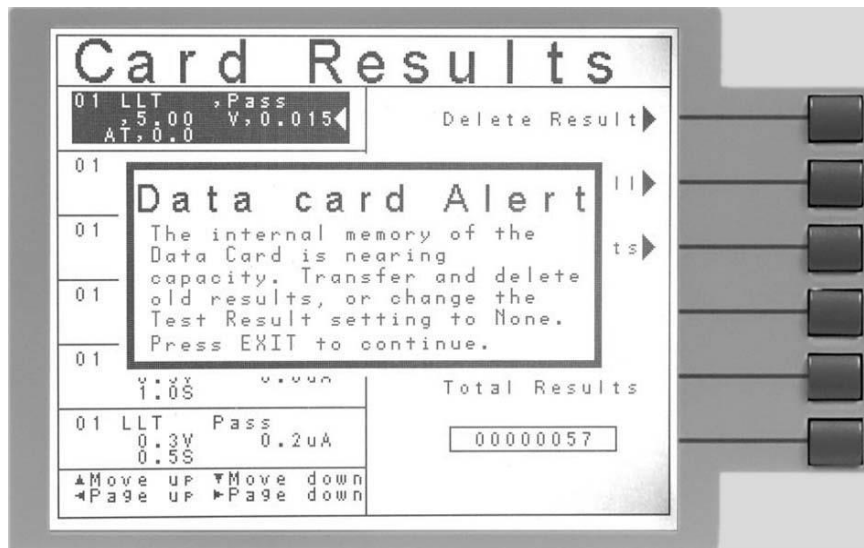 Card Results
01 LLT ,Pass
,5.00 V,0.015
AT,0.0
Delete Result
01
ll
01
ts
01
01
Data card Alert
The internal memory of the
Data Card is nearing
capacity. Transfer and delete
old results, or change the
Test Result setting to None.
Press EXIT to continue.
1.0S
01 LLT Pass
0.3V 0.2uA
0.5S
Total Results
00000057
▲Move up ▼Move down
◄Page up ►Page down